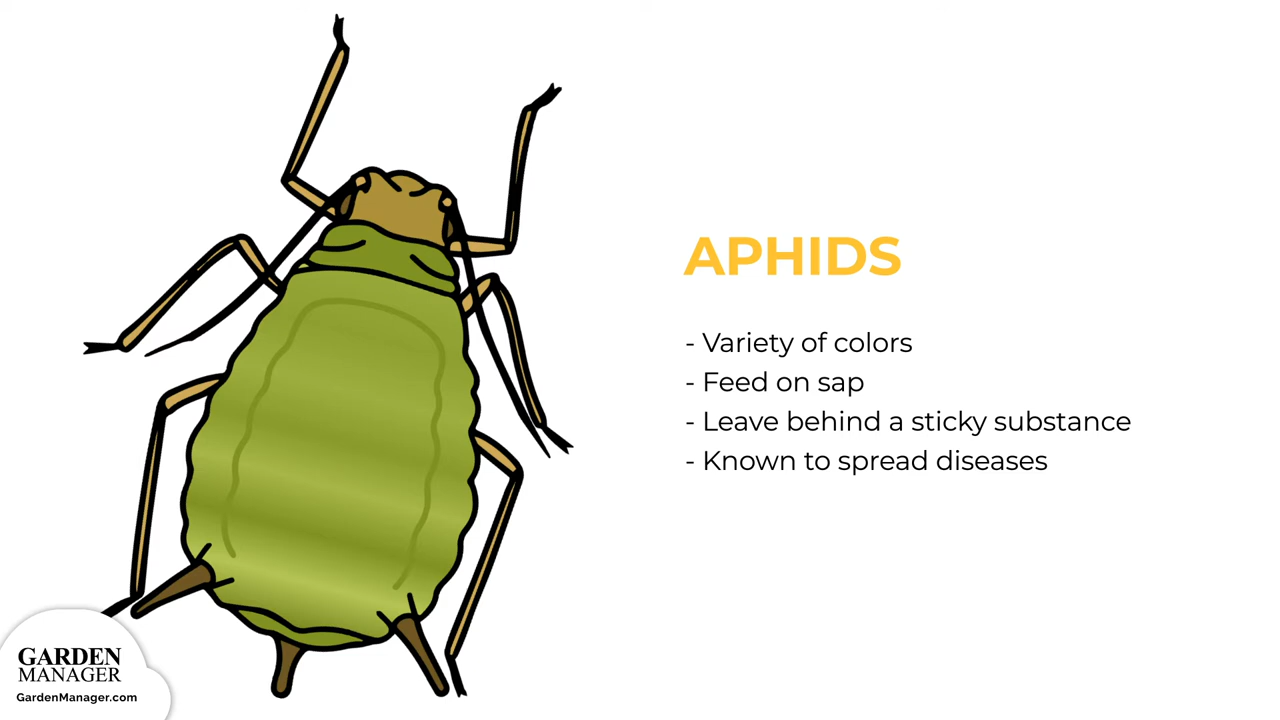 APHIDS
- Variety of colors
- Feed on sap
- Leave behind a sticky substance
- Known to spread diseases
GARDEN
MANAGER
GardenManager.com